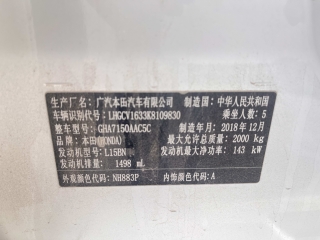 生产厂名: 广汽本田汽车有限公司 制造国: 中华人民共和国
车辆识别代号: LHGCV1633K8109830 乘坐人数: 5
整车型号: GHA7150AAC5C 制造年月: 2018年12月
品牌: 本田(HONDA) 最大允许总质量: 2000 kg
发动机型号: L15BN 发动机最大净功率: 143 kW
发动机排量: 1498 mL
外观颜色代码: NH883P 内饰颜色代码: A